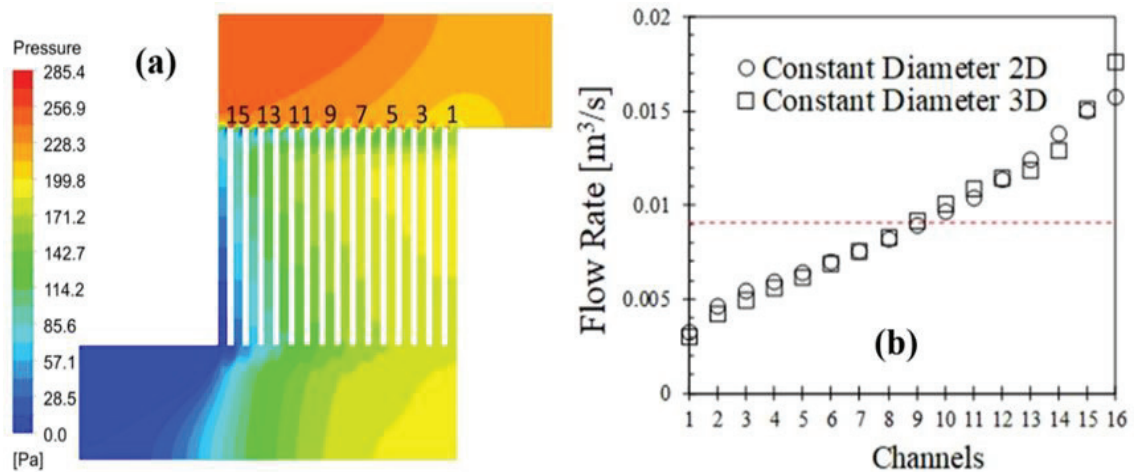 Pressure
285.4
256.9
228.3
199.8
171.2
142.7
114.2
85.6
57.1
28.5
0.0
[Pa]
(a)
15 13 11 9 7 5 3 1
Flow Rate [m³/s]
0.02
0.015
0.01
0.005
0
Constant Diameter 2D
Constant Diameter 3D
(b)
1 2 3 4 5 6 7 8 9 10 11 12 13 14 15 16
Channels